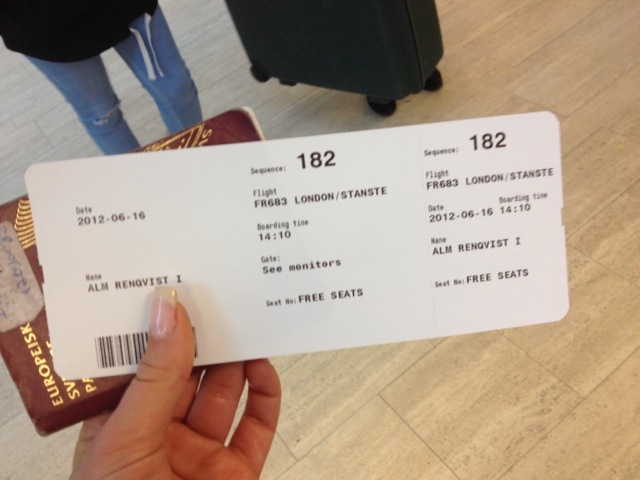 Date
2012-06-16
Name
ALM RENQVIST I
Sequence: 182
Flight
FR683 LONDON/STANSTE
Boarding time
14:10
Gate:
See monitors
Seat No: FREE SEATS
Sequence: 182
Flight
FR683 LONDON/STANSTE
Date Boarding time
2012-06-16 14:10
Name
ALM RENQVIST I
Seat No: FREE SEATS
EUROPEISK